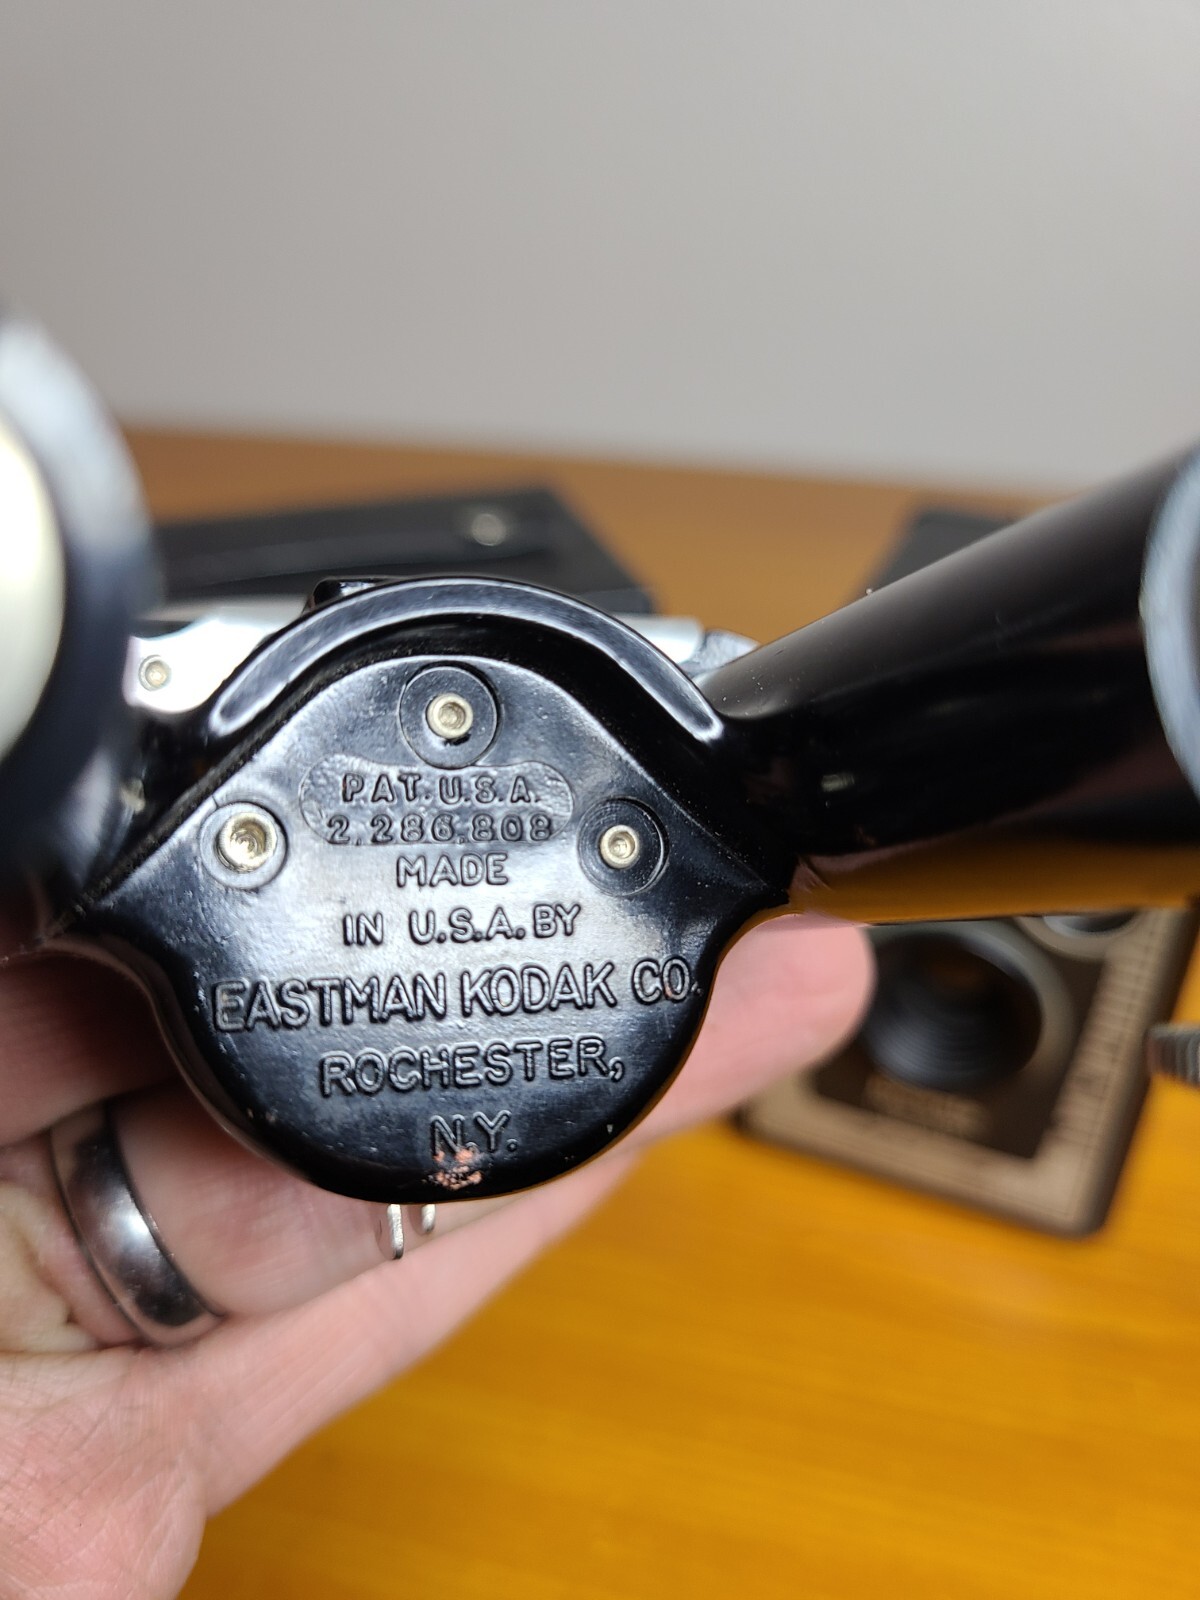 PAT. U.S.A.
2,286,808
MADE
IN U.S.A. BY
EASTMAN KODAK CO.
ROCHESTER,
N.Y.